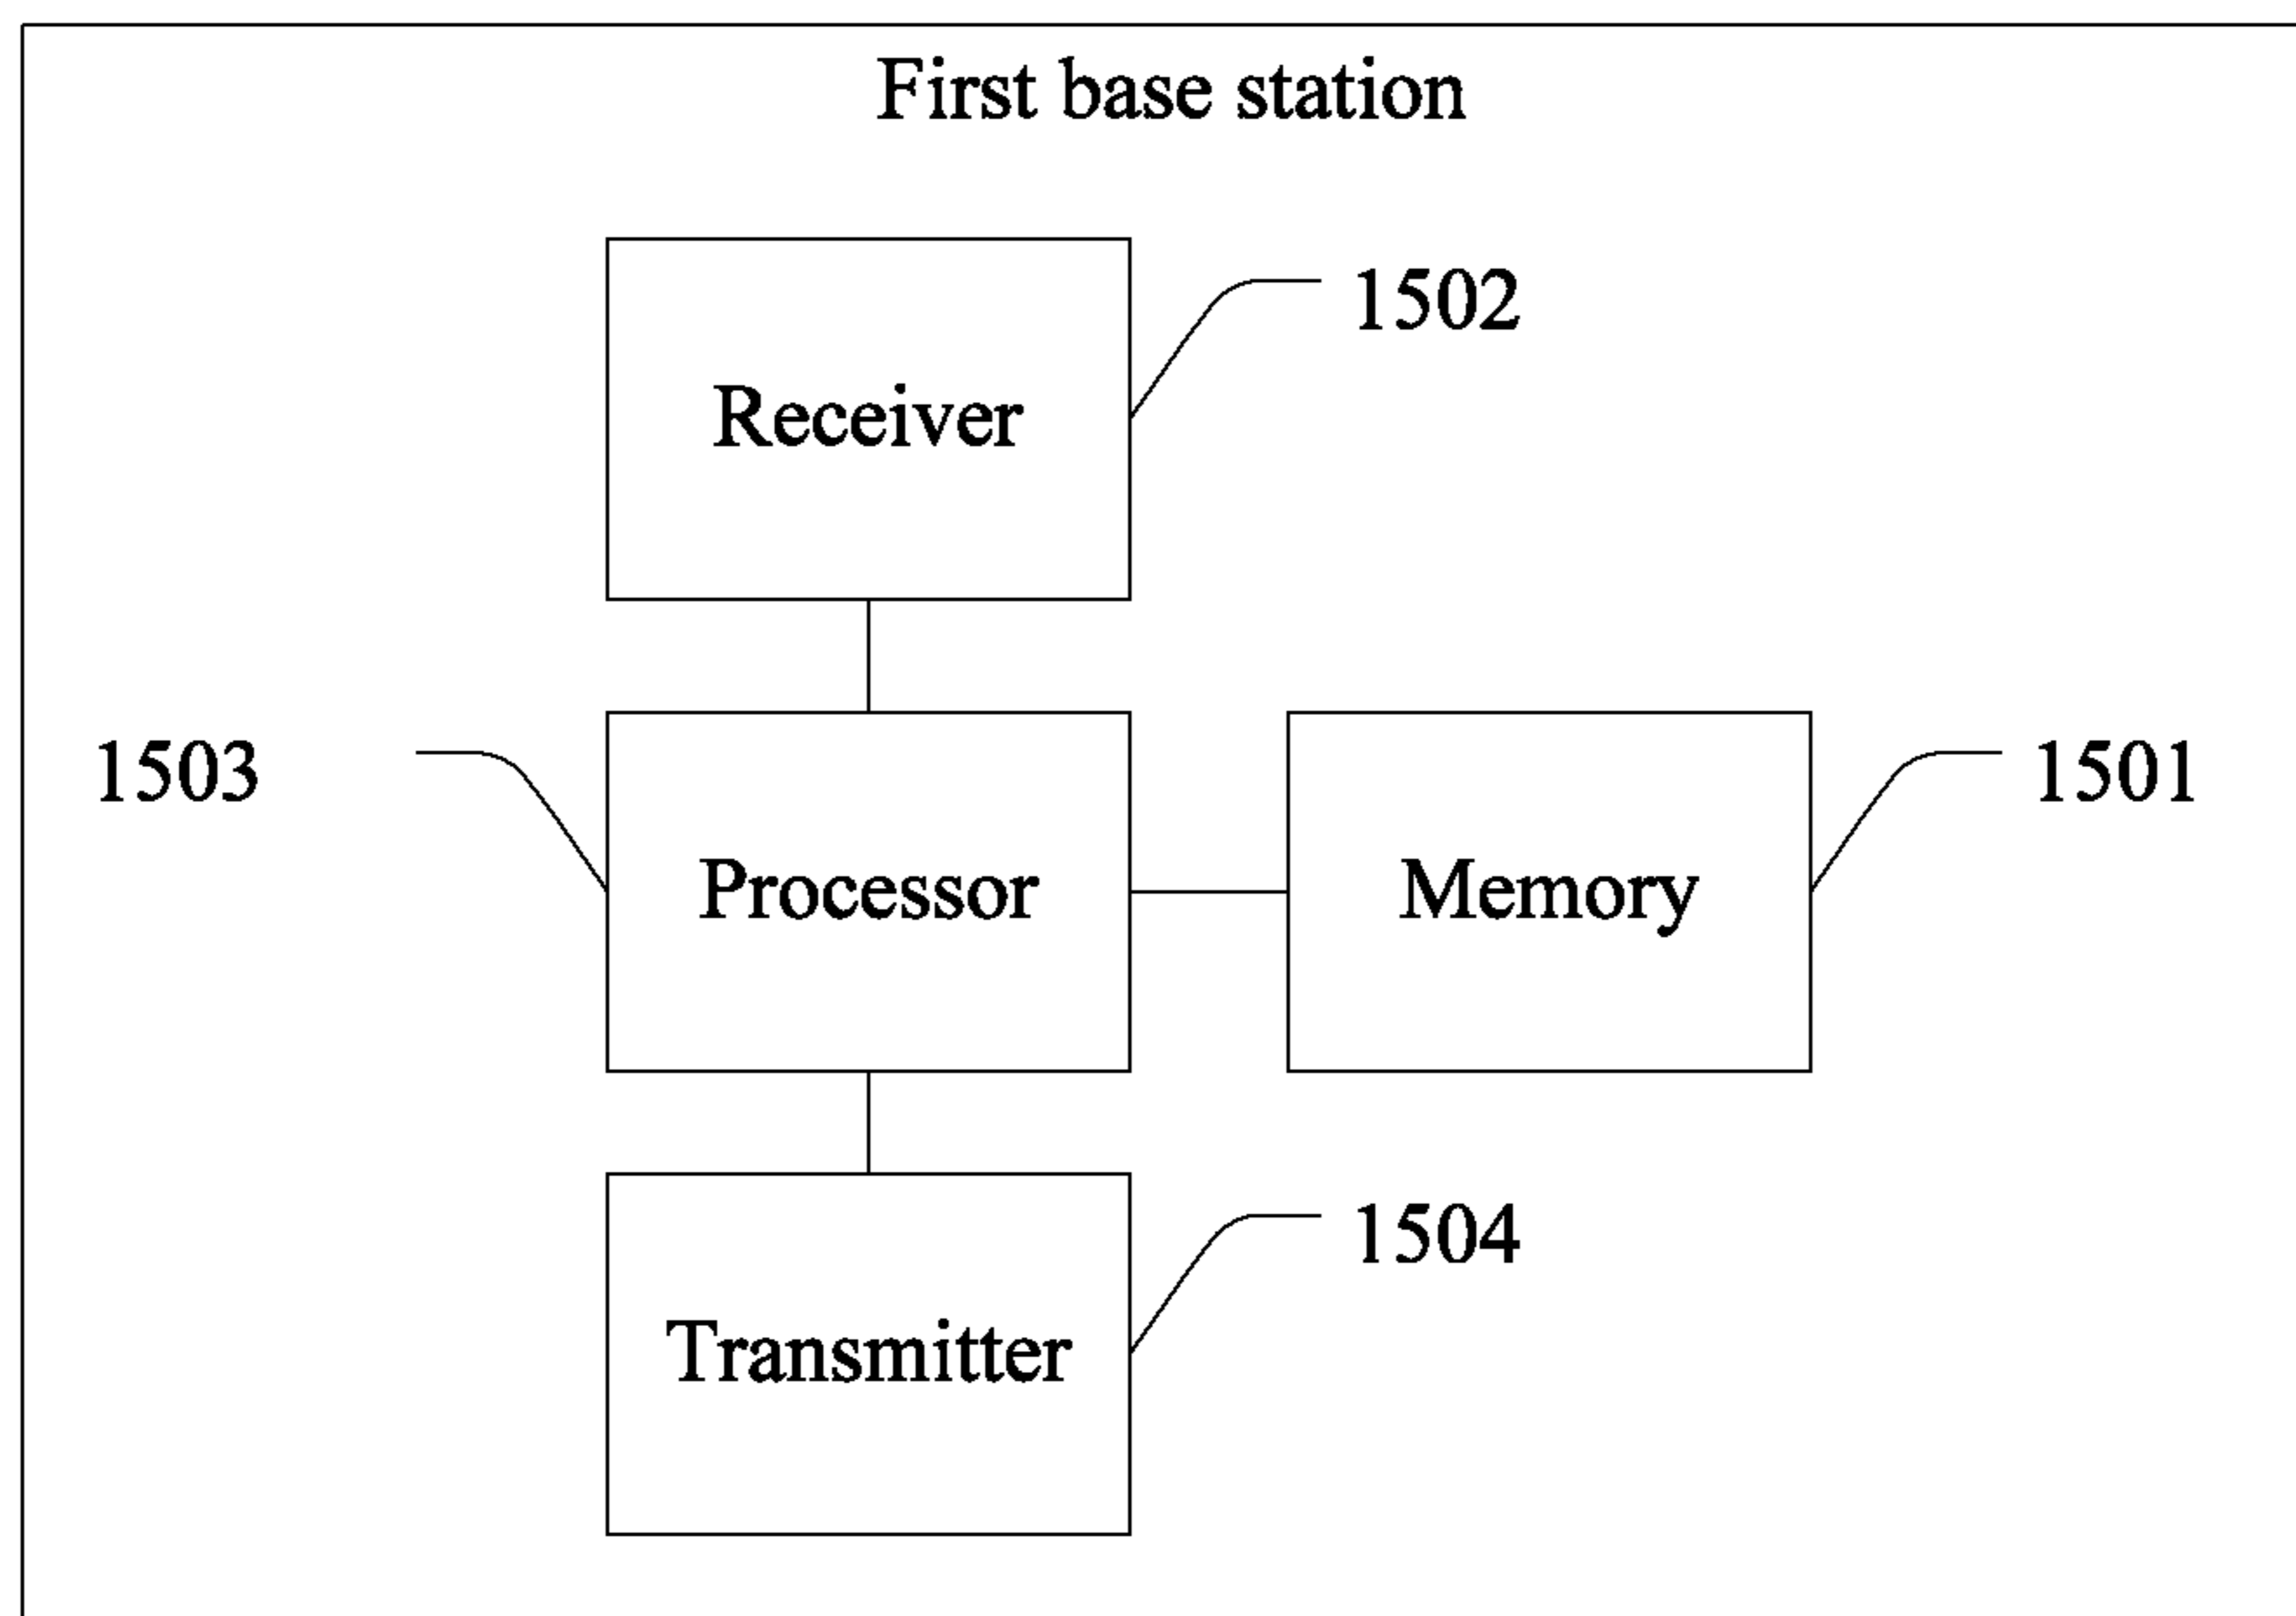 First base station
1502
Receiver
1503
1501
Processor
Memory
1504
Transmitter